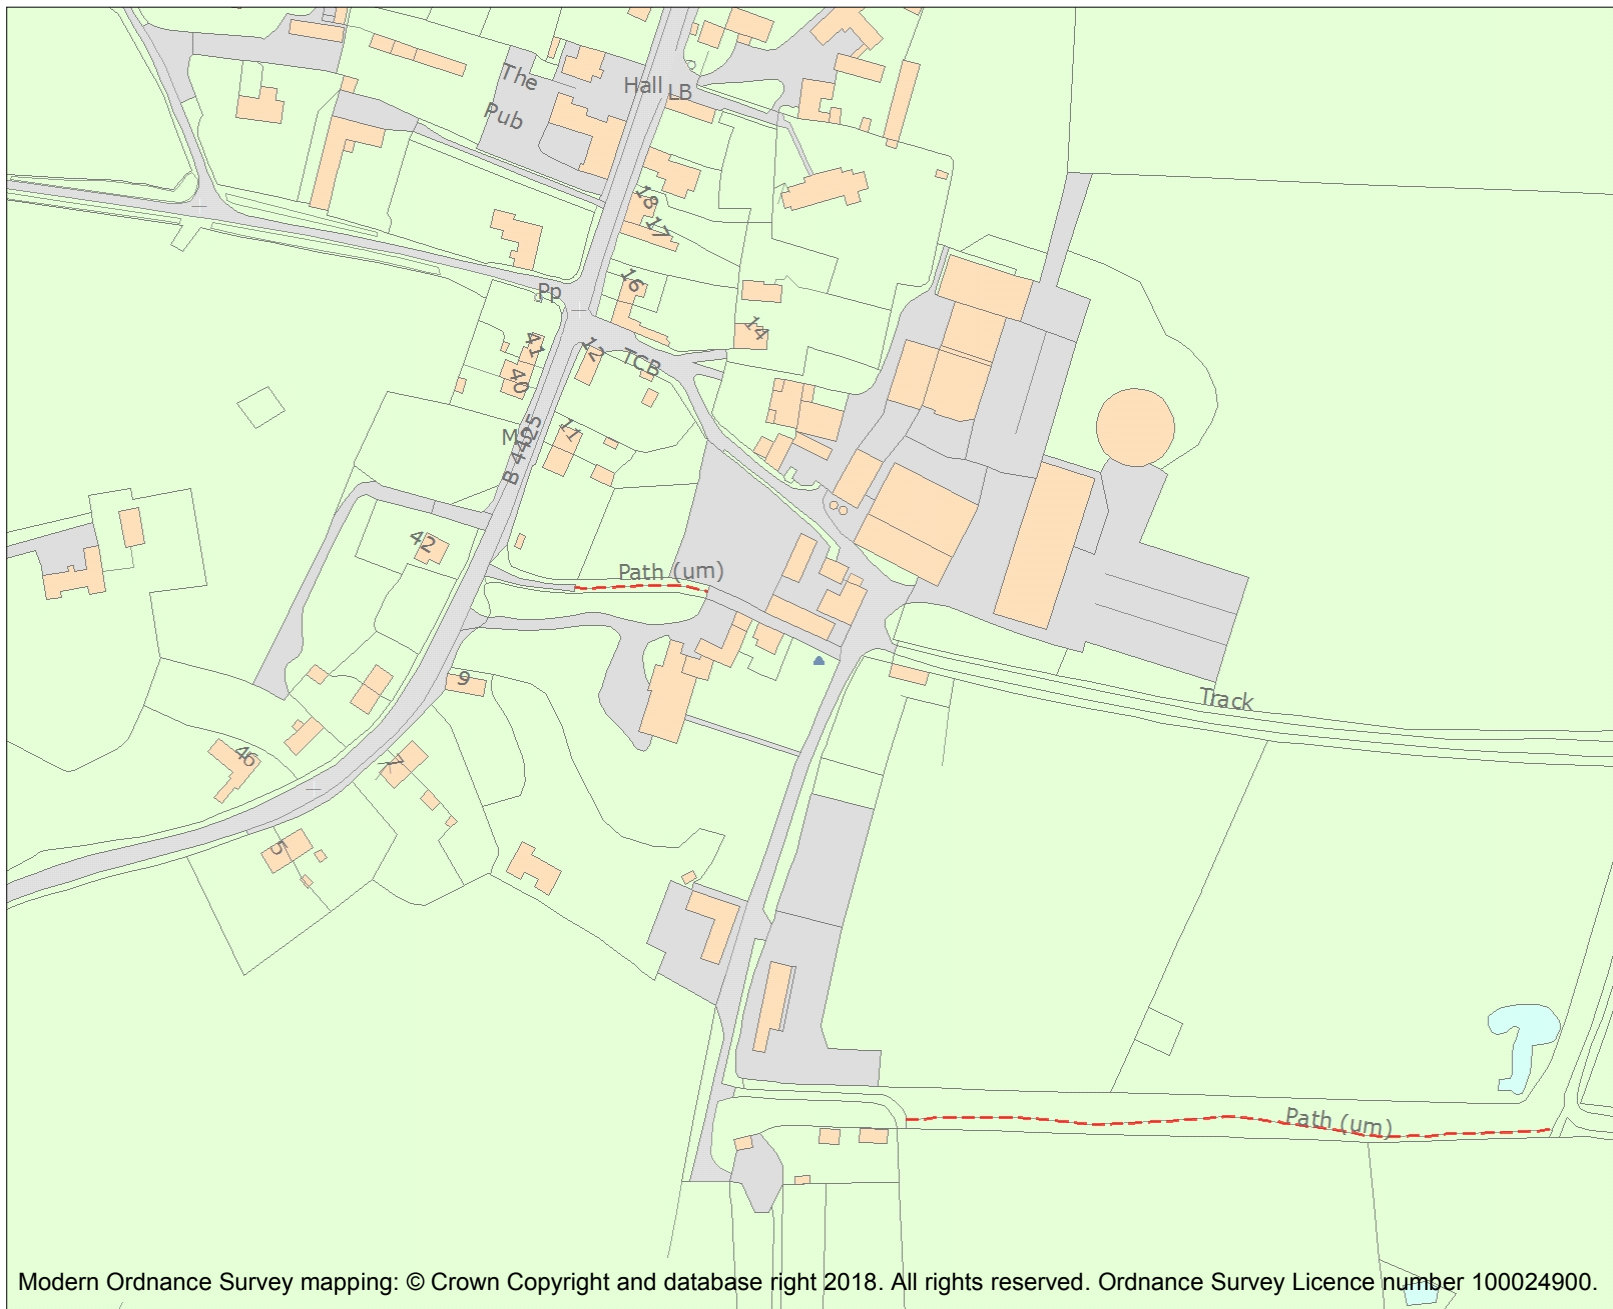 The
Pub
Hall
LB
18
17
16
Pp
14
41
12
TCB
40
11
B 4425
42
Path (um)
9
Track
46
7
5
Path (um)
Modern Ordnance Survey mapping: © Crown Copyright and database right 2018. All rights reserved. Ordnance Survey Licence number 100024900.